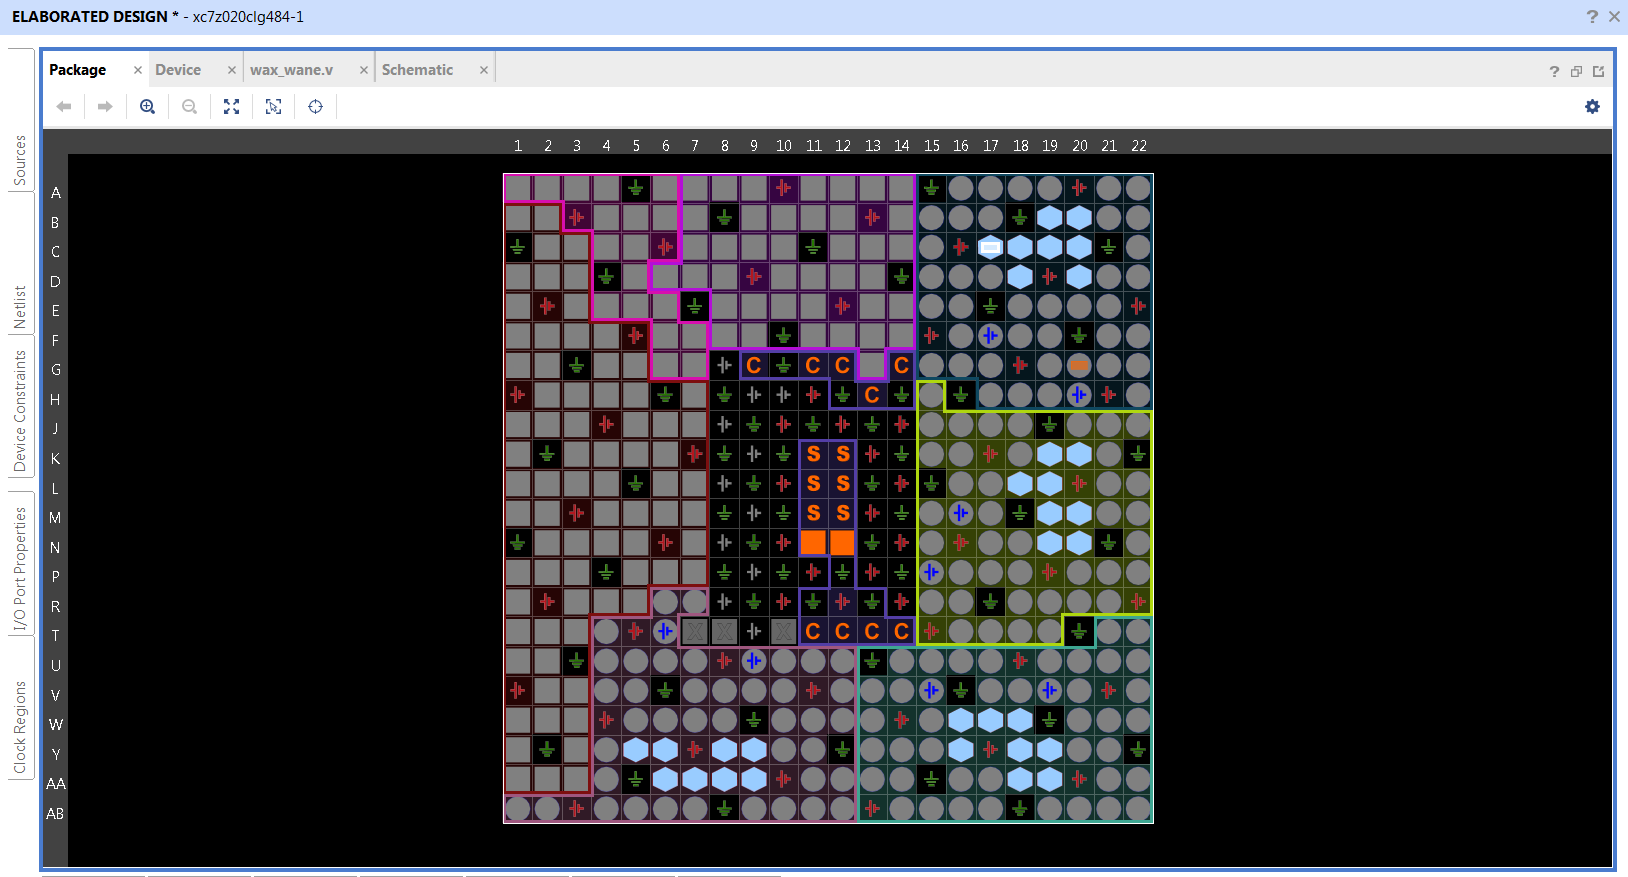 ELABORATED DESIGN * - xc7z020clg484-1
? ×
Package × Device × wax_wane.v × Schematic ×
?
1 2 3 4 5 6 7 8 9 10 11 12 13 14 15 16 17 18 19 20 21 22
A
B
C
D
E
F
G C C C C
H C
J
K S S
L S S
M S S
N
P
R
T X X X C C C C
U
V
W
Y
AA
AB
Sources
Netlist
Device Constraints
I/O Port Properties
Clock Regions